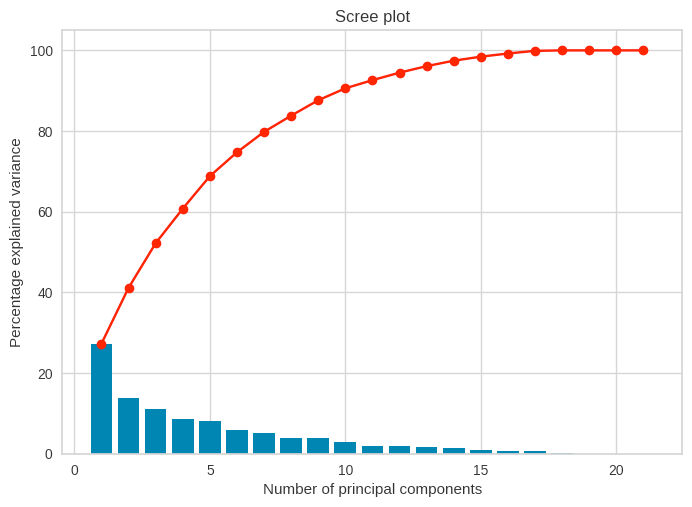 Scree plot
100
80
60
40
20
0
Percentage explained variance
0 5 10 15 20
Number of principal components